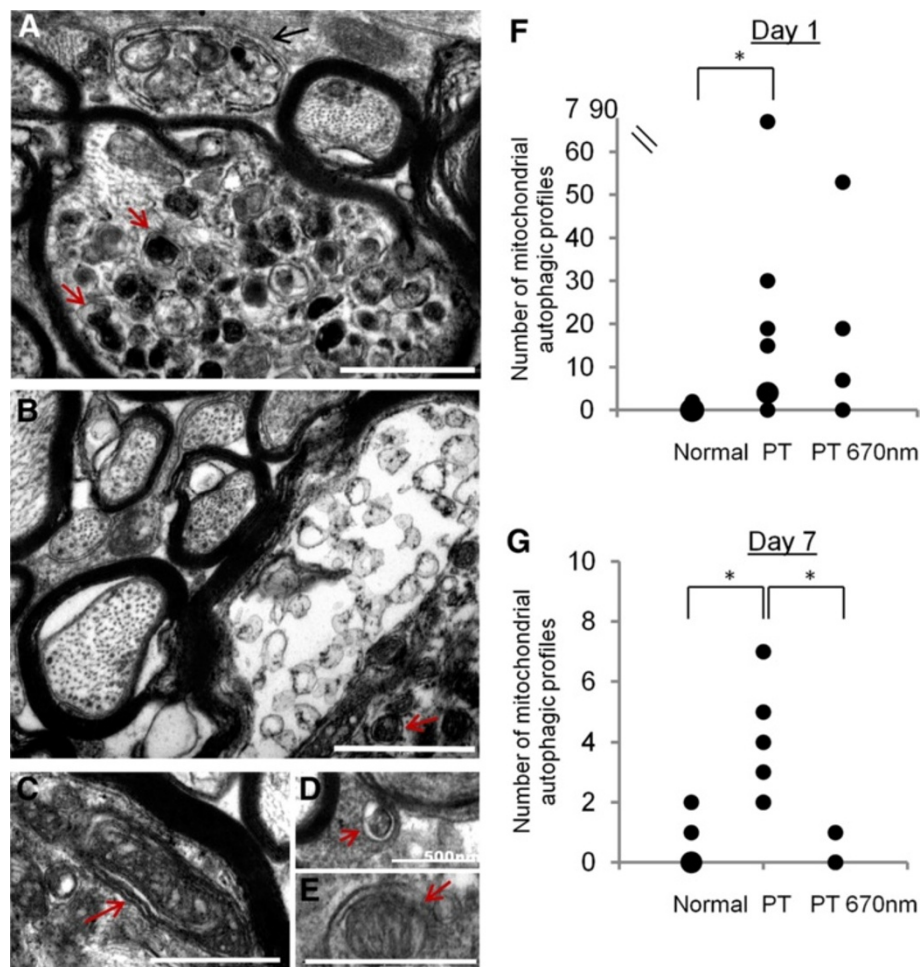 A
B
C
D
500nm
E
F
Day 1
*
Number of mitochondrial
autophagic profiles
7 90
60
50
40
30
20
10
0
Normal PT PT 670nm
G
Day 7
* *
Number of mitochondrial
autophagic profiles
10
8
6
4
2
0
Normal PT PT 670nm